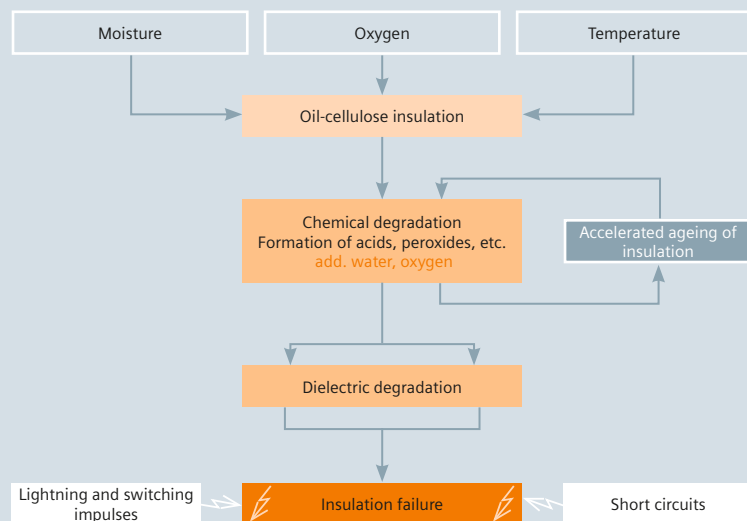 Moisture
Oxygen
Temperature
Oil-cellulose insulation
Chemical degradation
Formation of acids, peroxides, etc.
add. water, oxygen
Accelerated ageing of
insulation
Dielectric degradation
Lightning and switching
impulses
Insulation failure
Short circuits